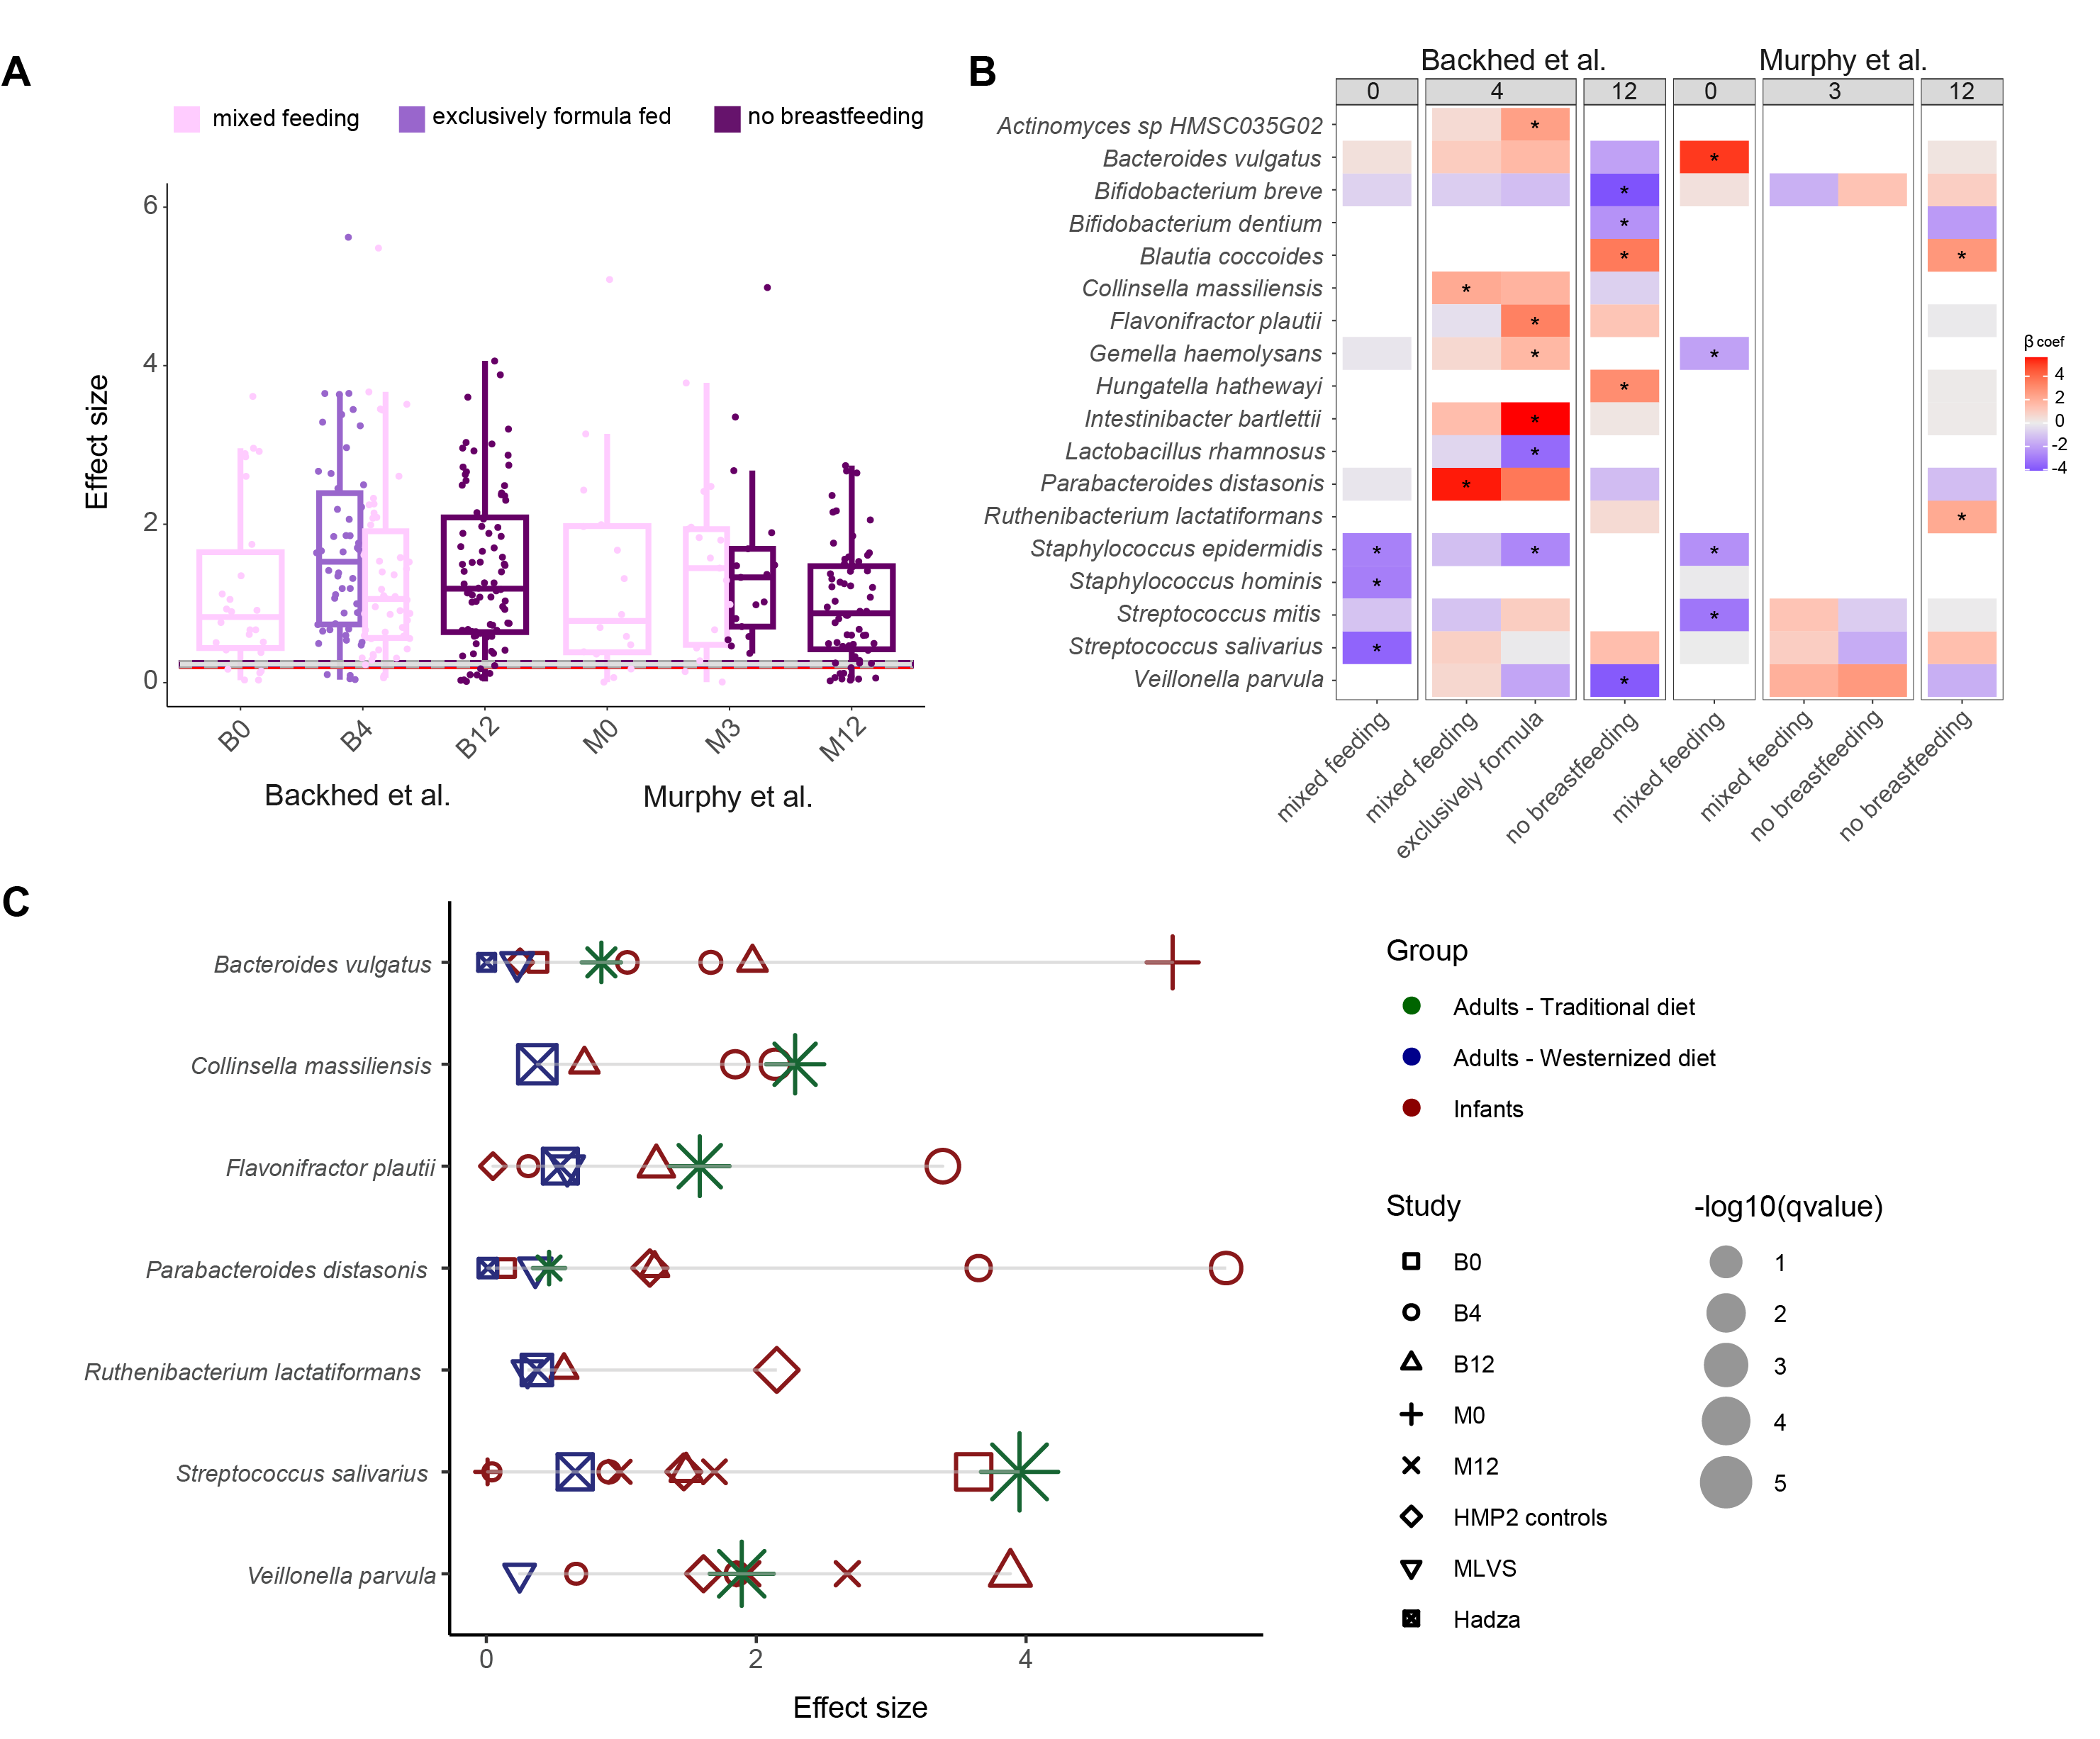 A
mixed feeding
exclusively formula fed
no breastfeeding
Effect size
6
4
2
0
B0
B4
B12
M0
M3
M12
Backhed et al.
Murphy et al.
B
Backhed et al.
Murphy et al.
0
4
12
0
3
12
Actinomyces sp HMSC035G02
Bacteroides vulgatus
Bifidobacterium breve
Bifidobacterium dentium
Blautia coccoides
Collinsella massiliensis
Flavonifractor plautii
Gemella haemolysans
Hungatella hathewayi
Intestinibacter bartlettii
Lactobacillus rhamnosus
Parabacteroides distasonis
Ruthenibacterium lactatiformans
Staphylococcus epidermidis
Staphylococcus hominis
Streptococcus mitis
Streptococcus salivarius
Veillonella parvula
mixed feeding
mixed feeding
exclusively formula
no breastfeeding
mixed feeding
mixed feeding
no breastfeeding
no breastfeeding
β coef
4
2
0
-2
-4
C
Bacteroides vulgatus
Collinsella massiliensis
Flavonifractor plautii
Parabacteroides distasonis
Ruthenibacterium lactatiformans
Streptococcus salivarius
Veillonella parvula
0
2
4
Effect size
Group
Adults - Traditional diet
Adults - Westernized diet
Infants
Study
B0
B4
B12
M0
M12
HMP2 controls
MLVS
Hadza
-log10(qvalue)
1
2
3
4
5